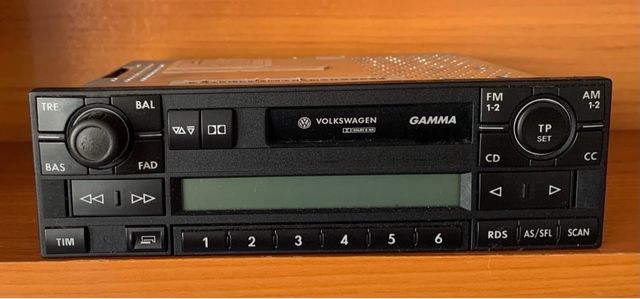 TRE BAL
BAS FAD
VOLKSWAGEN GAMMA
FM
1-2
AM
1-2
TP
SET
CD CC
TIM
1 2 3 4 5 6
RDS AS/SFL SCAN